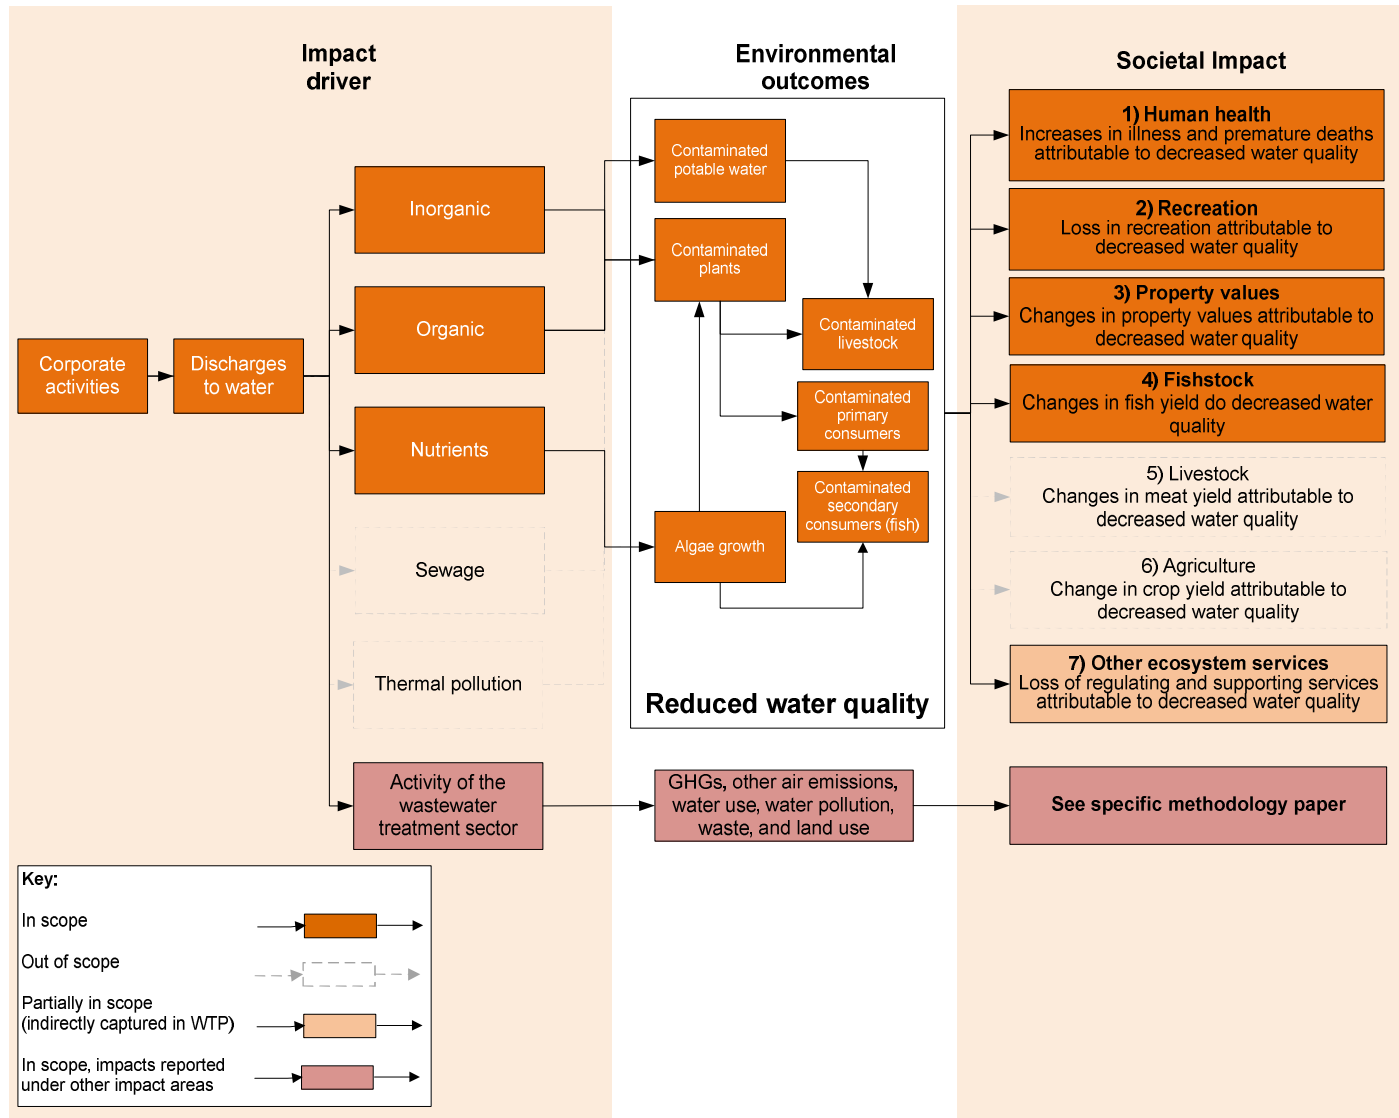 Impact
driver
Environmental
outcomes
Societal Impact
Corporate
activities
Discharges
to water
Inorganic
Organic
Nutrients
Sewage
Thermal pollution
Activity of the
wastewater
treatment sector
Contaminated
potable water
Contaminated
plants
Contaminated
livestock
Contaminated
primary
consumers
Contaminated
secondary
consumers (fish)
Algae growth
Reduced water quality
GHGs, other air emissions,
water use, water pollution,
waste, and land use
1) Human health
Increases in illness and premature deaths
attributable to decreased water quality
2) Recreation
Loss in recreation attributable to
decreased water quality
3) Property values
Changes in property values attributable to
decreased water quality
4) Fishstock
Changes in fish yield do decreased water
quality
5) Livestock
Changes in meat yield attributable to
decreased water quality
6) Agriculture
Change in crop yield attributable to
decreased water quality
7) Other ecosystem services
Loss of regulating and supporting services
attributable to decreased water quality
See specific methodology paper
Key:
In scope
Out of scope
Partially in scope
(indirectly captured in WTP)
In scope, impacts reported
under other impact areas